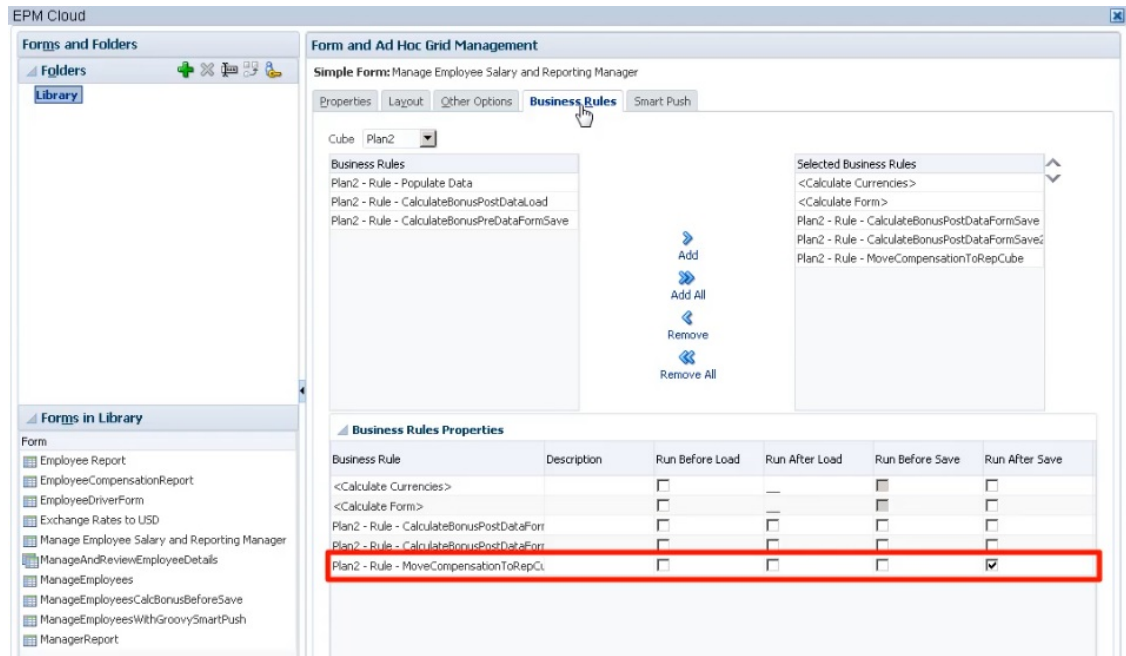 EPM Cloud
Forms and Folders
Folders
Library
Forms in Library
Form
Employee Report
EmployeeCompensationReport
EmployeeDriverForm
Exchange Rates to USD
Manage Employee Salary and Reporting Manager
ManageAndReviewEmployeeDetails
ManageEmployees
ManageEmployeesCalcBonusBeforeSave
ManageEmployeesWithGroovySmartPush
ManagerReport
Form and Ad Hoc Grid Management
Simple Form: Manage Employee Salary and Reporting Manager
Properties Layout Other Options Business Rules Smart Push
Cube Plan2
Business Rules
Plan2 - Rule - Populate Data
Plan2 - Rule - CalculateBonusPostDataLoad
Plan2 - Rule - CalculateBonusPreDataFormSave
Add
Add All
Remove
Remove All
Selected Business Rules
<Calculate Currencies>
<Calculate Form>
Plan2 - Rule - CalculateBonusPostDataFormSave
Plan2 - Rule - CalculateBonusPostDataFormSave2
Plan2 - Rule - MoveCompensationToRepCube
Business Rules Properties
Business Rule Description Run Before Load Run After Load Run Before Save Run After Save
<Calculate Currencies>
<Calculate Form>
Plan2 - Rule - CalculateBonusPostDataForr
Plan2 - Rule - CalculateBonusPostDataForr
Plan2 - Rule - MoveCompensationToRepCu